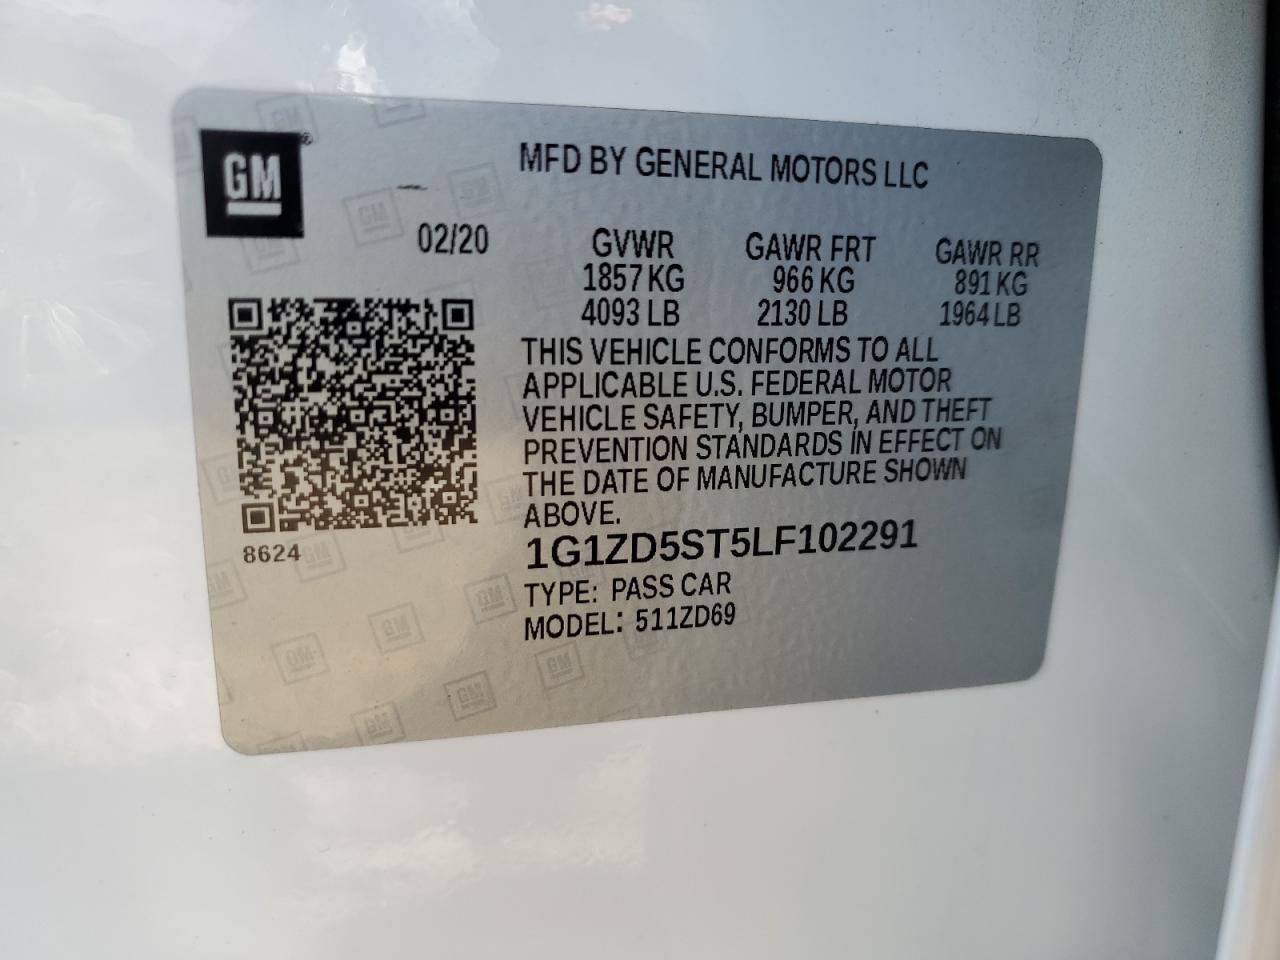 GM
MFD BY GENERAL MOTORS LLC
02/20
GVWR GAWR FRT GAWR RR
1857 KG 966 KG 891 KG
4093 LB 2130 LB 1964 LB
THIS VEHICLE CONFORMS TO ALL
APPLICABLE U.S. FEDERAL MOTOR
VEHICLE SAFETY, BUMPER, AND THEFT
PREVENTION STANDARDS IN EFFECT ON
THE DATE OF MANUFACTURE SHOWN
ABOVE.
8624
1G1ZD5ST5LF102291
TYPE: PASS CAR
MODEL: 511ZD69